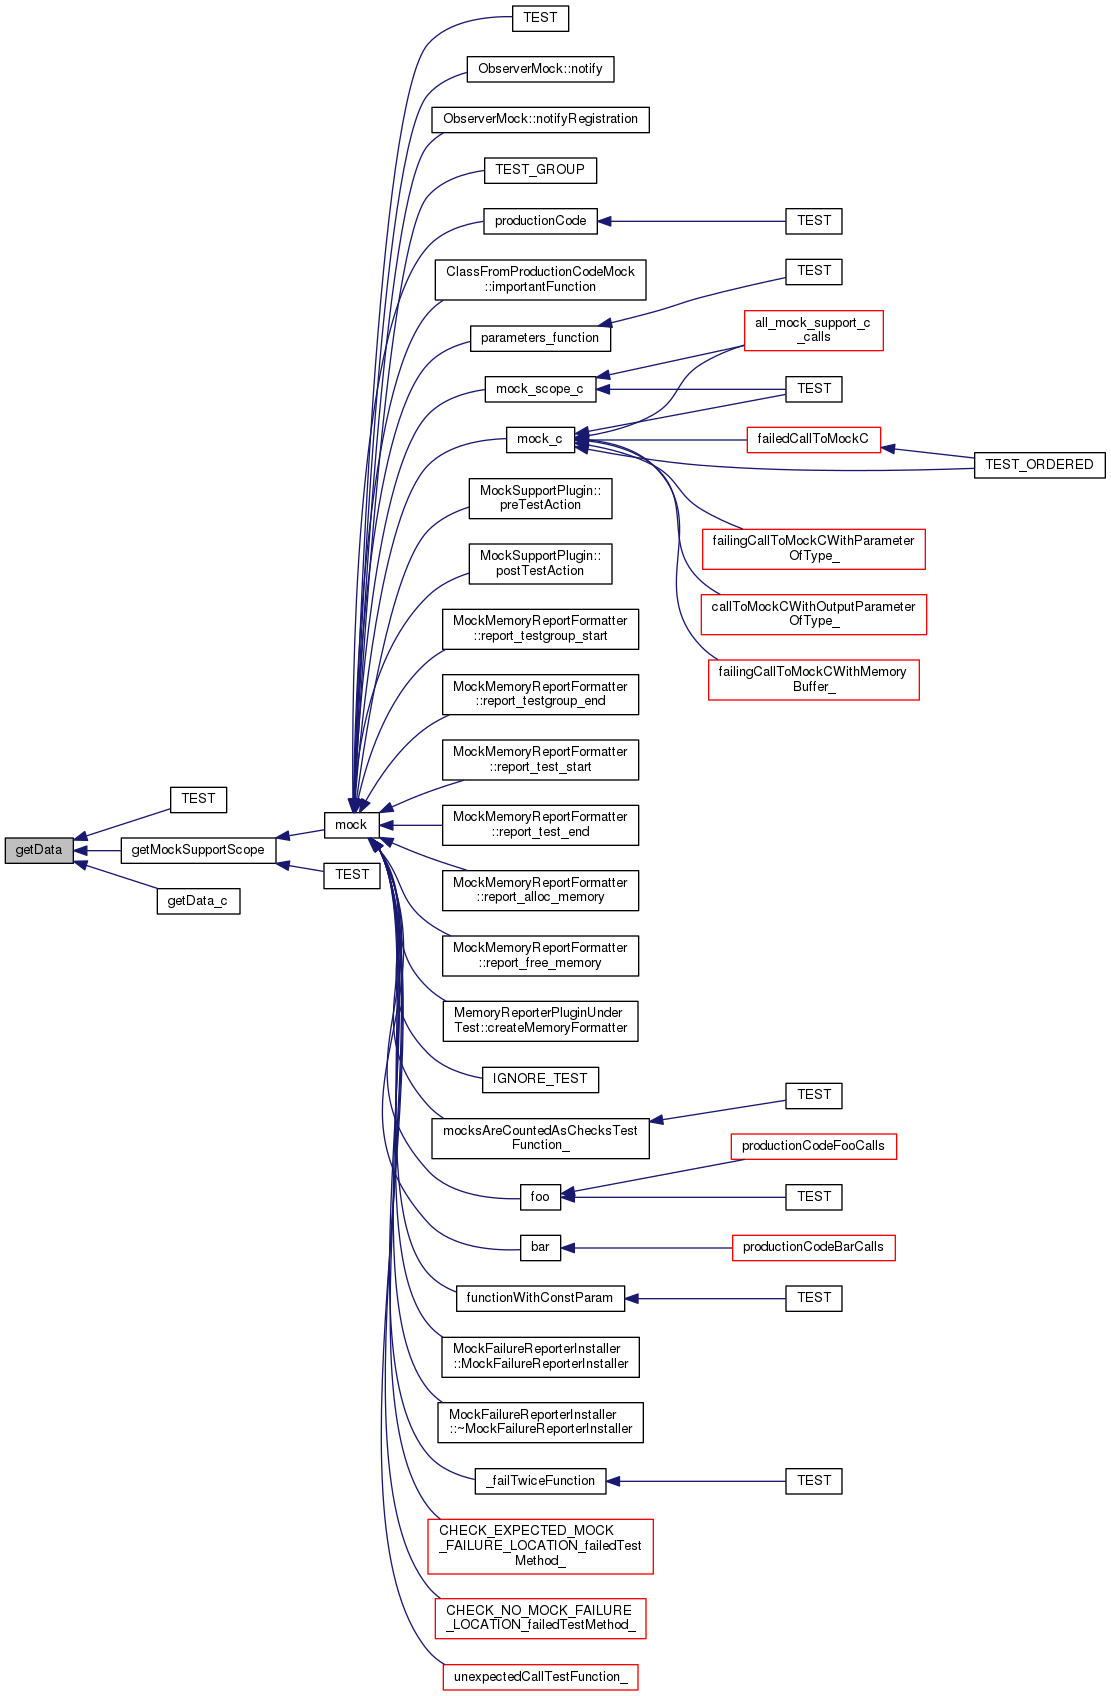 TEST
ObserverMock::notify
ObserverMock::notifyRegistration
TEST_GROUP
productionCode
TEST
ClassFromProductionCodeMock
::importantFunction
TEST
parameters_function
all_mock_support_c
_calls
mock_scope_c
TEST
mock_c
failedCallToMockC
TEST_ORDERED
MockSupportPlugin::
preTestAction
failingCallToMockCWithParameter
OfType_
MockSupportPlugin::
postTestAction
callToMockCWithOutputParameter
OfType_
MockMemoryReportFormatter
::report_testgroup_start
failingCallToMockCWithMemory
Buffer_
MockMemoryReportFormatter
::report_testgroup_end
MockMemoryReportFormatter
::report_test_start
TEST
mock
MockMemoryReportFormatter
::report_test_end
getData
getMockSupportScope
TEST
getData_c
MockMemoryReportFormatter
::report_alloc_memory
MockMemoryReportFormatter
::report_free_memory
MemoryReporterPluginUnder
Test::createMemoryFormatter
IGNORE_TEST
TEST
mocksAreCountedAsChecksTest
Function_
productionCodeFooCalls
foo
TEST
bar
productionCodeBarCalls
functionWithConstParam
TEST
MockFailureReporterInstaller
::MockFailureReporterInstaller
MockFailureReporterInstaller
::~MockFailureReporterInstaller
_failTwiceFunction
TEST
CHECK_EXPECTED_MOCK
_FAILURE_LOCATION_failedTest
Method_
CHECK_NO_MOCK_FAILURE
_LOCATION_failedTestMethod_
unexpectedCallTestFunction_